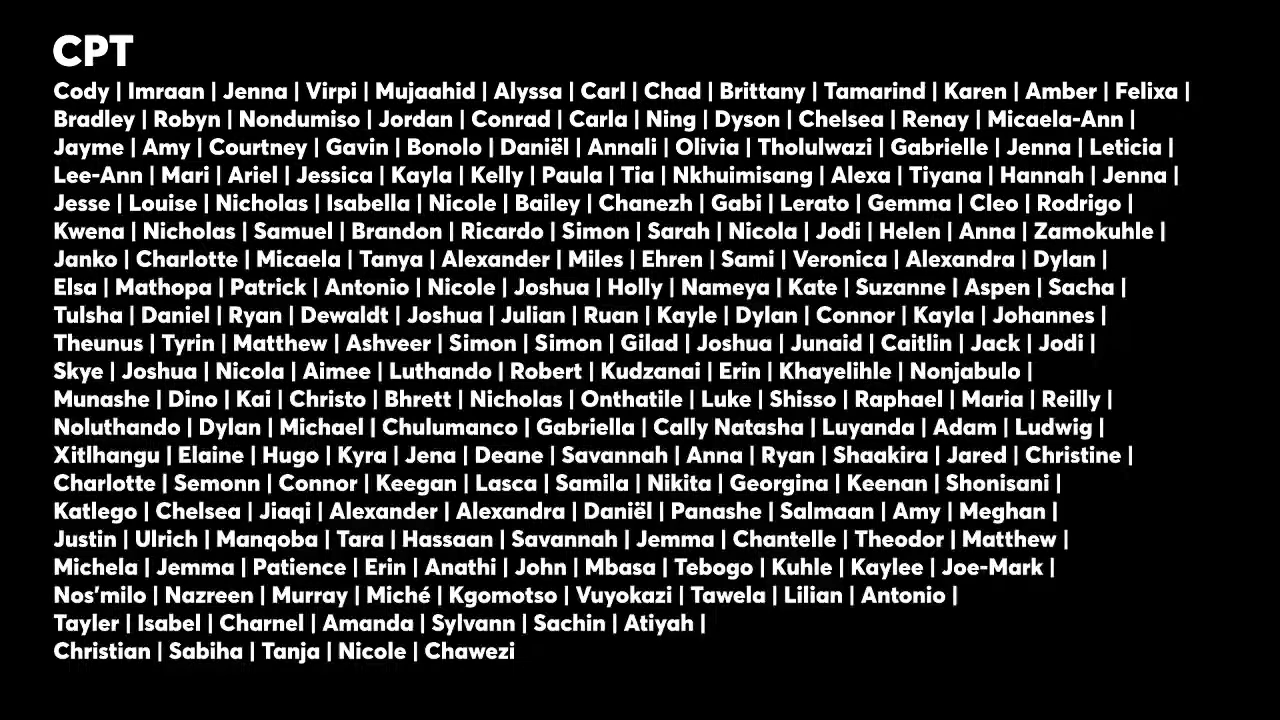 CPT
Cody | Imraan | Jenna | Virpi | Mujaahid | Alyssa | Carl | Chad | Brittany | Tamarind | Karen | Amber | Felixa |
Bradley | Robyn | Nondumiso | Jordan | Conrad | Carla | Ning | Dyson | Chelsea | Renay | Micaela-Ann |
Jayme | Amy | Courtney | Gavin | Bonolo | Daniël | Annali | Olivia | Tholulwazi | Gabrielle | Jenna | Leticia |
Lee-Ann | Mari | Ariel | Jessica | Kayla | Kelly | Paula | Tia | Nkhuimisang | Alexa | Tiyana | Hannah | Jenna |
Jesse | Louise | Nicholas | Isabella | Nicole | Bailey | Chanezh | Gabi | Lerato | Gemma | Cleo | Rodrigo |
Kwena | Nicholas | Samuel | Brandon | Ricardo | Simon | Sarah | Nicola | Jodi | Helen | Anna | Zamokuhle |
Janko | Charlotte | Micaela | Tanya | Alexander | Miles | Ehren | Sami | Veronica | Alexandra | Dylan |
Elsa | Mathopa | Patrick | Antonio | Nicole | Joshua | Holly | Nameya | Kate | Suzanne | Aspen | Sacha |
Tulsha | Daniel | Ryan | Dewaldt | Joshua | Julian | Ruan | Kayle | Dylan | Connor | Kayla | Johannes |
Theunus | Tyrin | Matthew | Ashveer | Simon | Simon | Gilad | Joshua | Junaid | Caitlin | Jack | Jodi |
Skye | Joshua | Nicola | Aimee | Luthando | Robert | Kudzanai | Erin | Khayelihle | Nonjabulo |
Munashe | Dino | Kai | Christo | Bhrett | Nicholas | Onthatile | Luke | Shisso | Raphael | Maria | Reilly |
Noluthando | Dylan | Michael | Chulumanco | Gabriella | Cally Natasha | Luyanda | Adam | Ludwig |
Xitlhangu | Elaine | Hugo | Kyra | Jena | Deane | Savannah | Anna | Ryan | Shaakira | Jared | Christine |
Charlotte | Semonn | Connor | Keegan | Lasca | Samila | Nikita | Georgina | Keenan | Shonisani |
Katlego | Chelsea | Jiaqi | Alexander | Alexandra | Daniël | Panashe | Salmaan | Amy | Meghan |
Justin | Ulrich | Manqoba | Tara | Hassaan | Savannah | Jemma | Chantelle | Theodor | Matthew |
Michela | Jemma | Patience | Erin | Anathi | John | Mbasa | Tebogo | Kuhle | Kaylee | Joe-Mark |
Nos'milo | Nazreen | Murray | Miché | Kgomotso | Vuyokazi | Tawela | Lilian | Antonio |
Tayler | Isabel | Charnel | Amanda | Sylvann | Sachin | Atiyah |
Christian | Sabiha | Tanja | Nicole | Chawezi